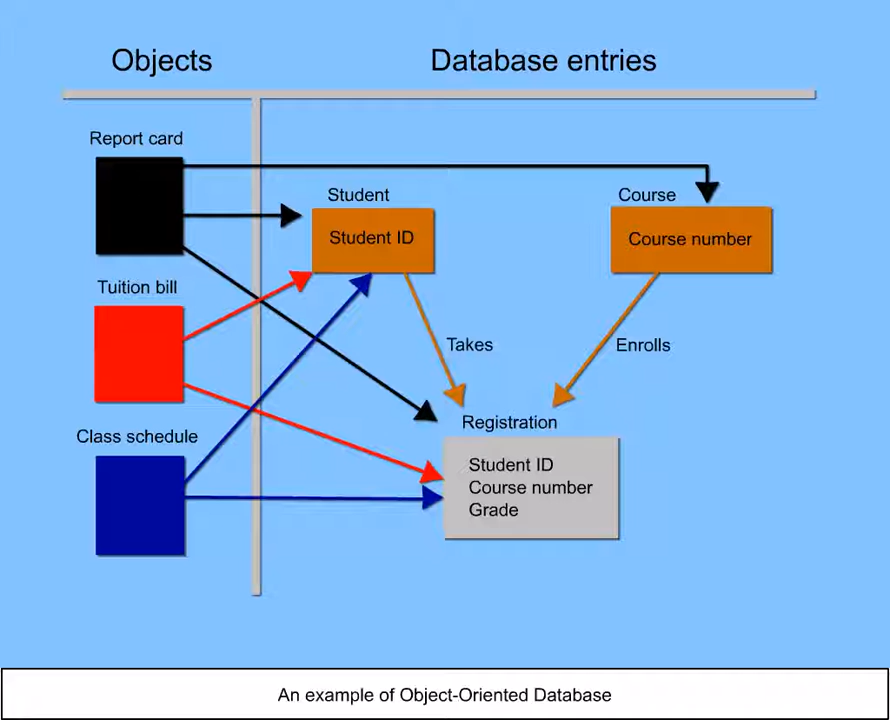 Objects
Database entries
Report card
Student
Student ID
Course
Course number
Tuition bill
Takes
Enrolls
Class schedule
Registration
Student ID
Course number
Grade
An example of Object-Oriented Database